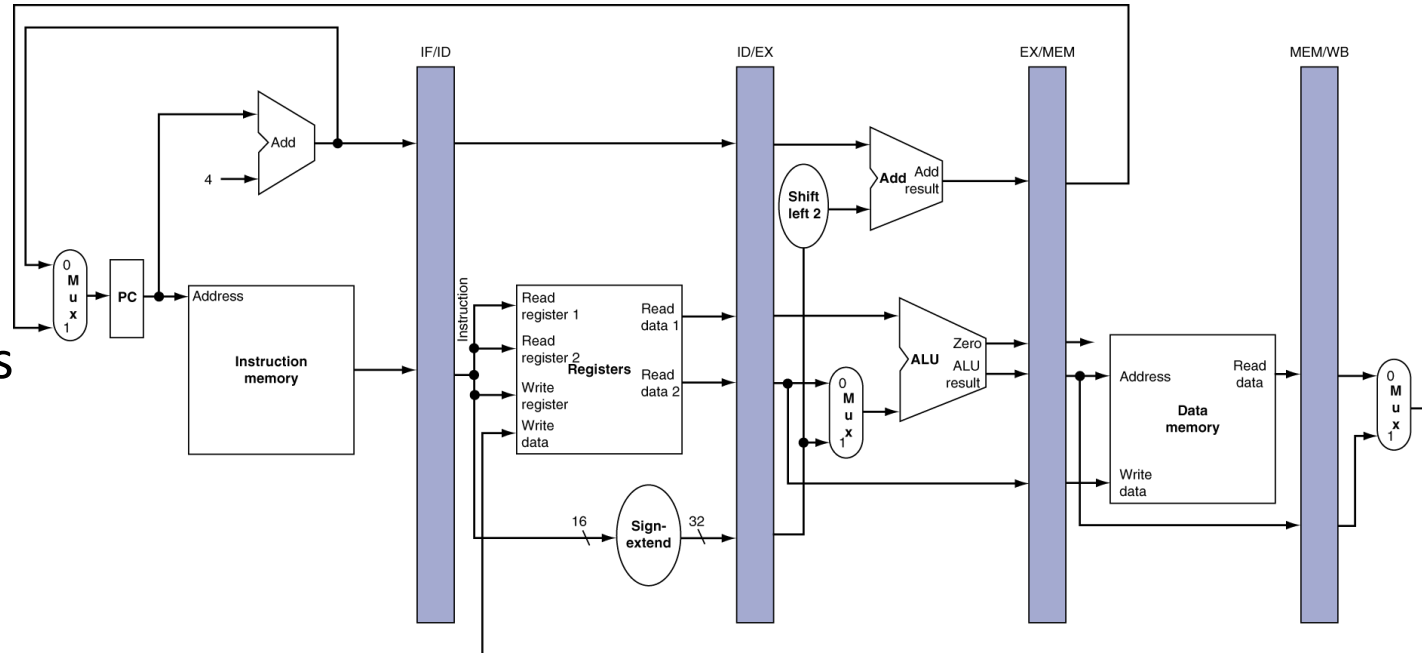 IF/ID
ID/EX
EX/MEM
MEM/WB
Add
4
Shift
left 2
Add
Add
result
0
M
u
x
1
PC
Address
Instruction
memory
Instruction
Read
register 1
Read
register 2
Write
register
Write
data
Registers
Read
data 1
Read
data 2
16
Sign-
extend
32
0
M
u
x
1
Zero
ALU
ALU
result
Address
Read
data
Data
memory
Write
data
0
M
u
x
1
s